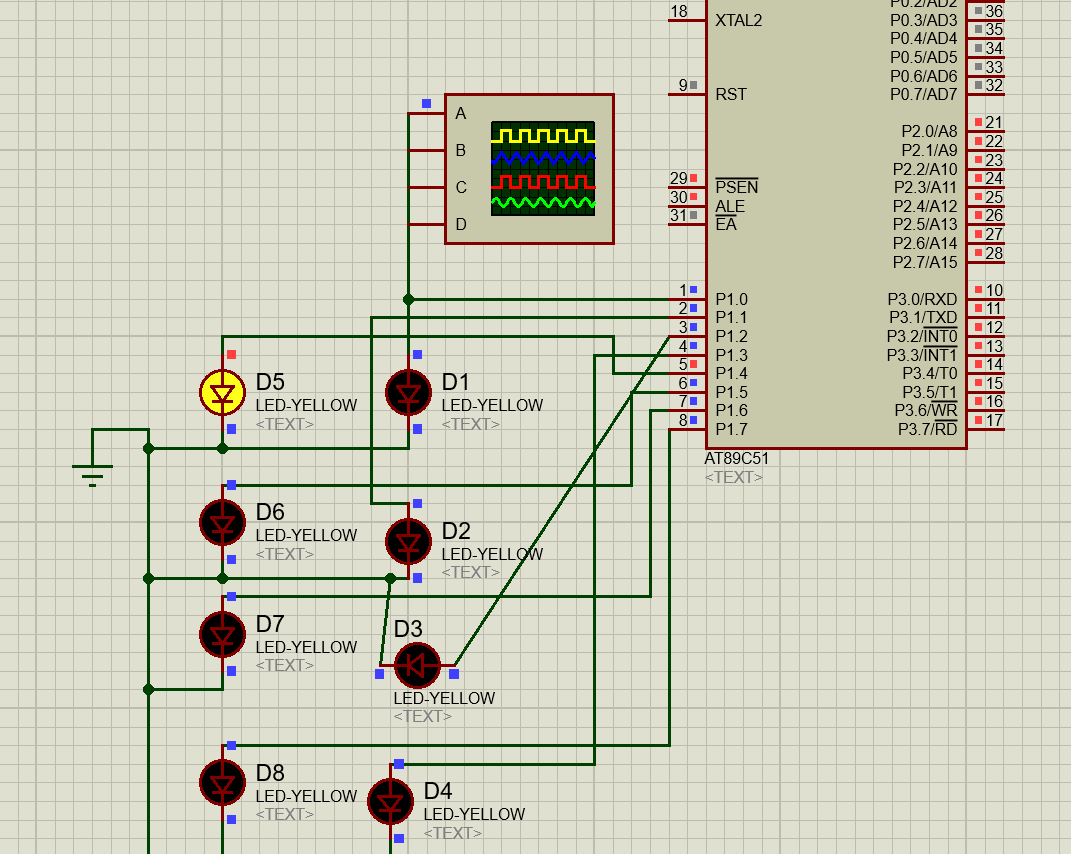 P0.2/AD2
36
18
XTAL2
P0.3/AD3
35
P0.4/AD4
34
P0.5/AD5
33
P0.6/AD6
32
9
RST
P0.7/AD7
A
B
C
D
21
P2.0/A8
22
P2.1/A9
23
P2.2/A10
24
29
PSEN
P2.3/A11
25
30
ALE
P2.4/A12
26
31
EA
P2.5/A13
27
P2.6/A14
28
P2.7/A15
1
P1.0
P3.0/RXD
10
2
P1.1
P3.1/TXD
11
3
P1.2
P3.2/INT0
12
4
P1.3
P3.3/INT1
13
5
P1.4
P3.4/T0
14
6
P1.5
P3.5/T1
15
7
P1.6
P3.6/WR
16
8
P1.7
P3.7/RD
17
AT89C51
<TEXT>
D5
LED-YELLOW
<TEXT>
D1
LED-YELLOW
<TEXT>
D6
LED-YELLOW
<TEXT>
D2
LED-YELLOW
<TEXT>
D7
LED-YELLOW
<TEXT>
D3
LED-YELLOW
<TEXT>
D8
LED-YELLOW
<TEXT>
D4
LED-YELLOW
<TEXT>